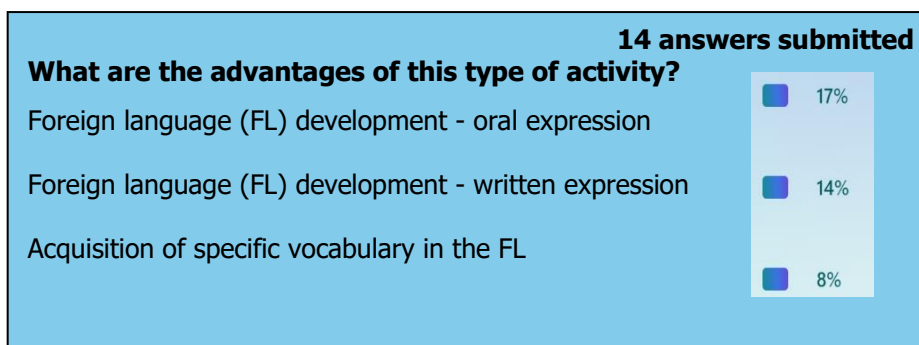 14 answers submitted
What are the advantages of this type of activity?
17%
Foreign language (FL) development - oral expression
Foreign language (FL) development - written expression
14%
Acquisition of specific vocabulary in the FL
8%